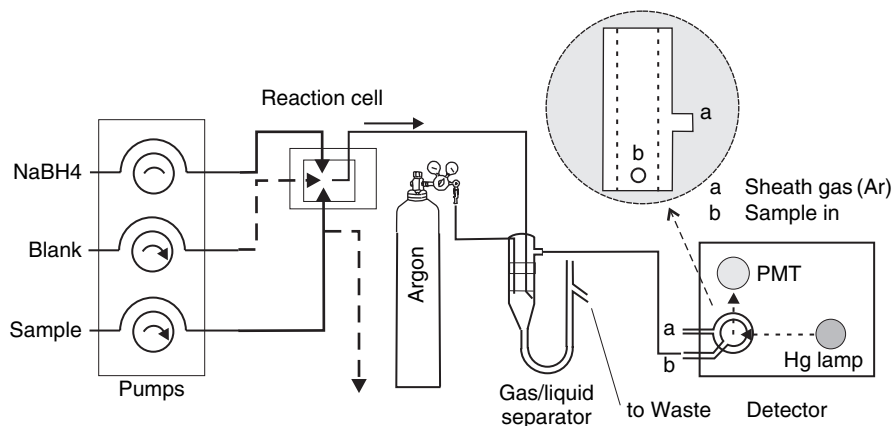 Reaction cell
NaBH4
Blank
Sample
Pumps
Argon
Gas/liquid
separator
to Waste
a
b
a Sheath gas (Ar)
b Sample in
PMT
a
b
Hg lamp
Detector